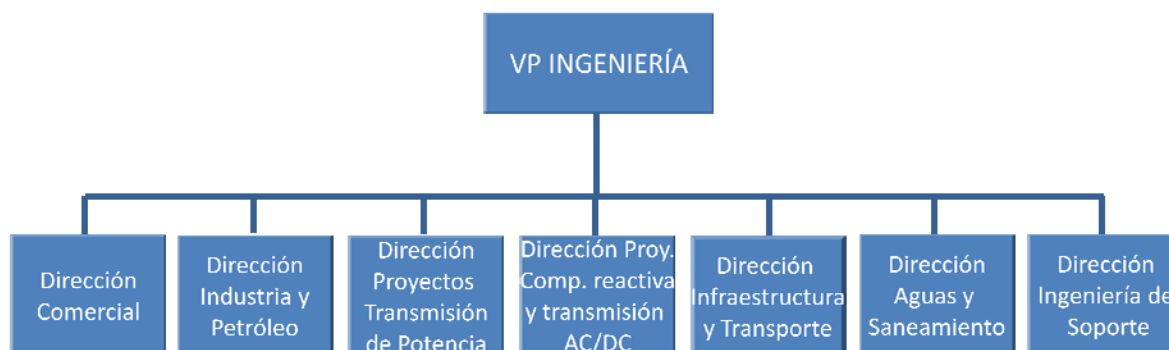 VP INGENIERÍA
Dirección
Comercial
Dirección
Industria y
Petróleo
Dirección
Proyectos
Transmisión
de Potencia
Dirección Proy.
Comp. reactiva
y transmisión
AC/DC
Dirección
Infraestructura
y Transporte
Dirección
Aguas y
Saneamiento
Dirección
Ingeniería de
Soporte